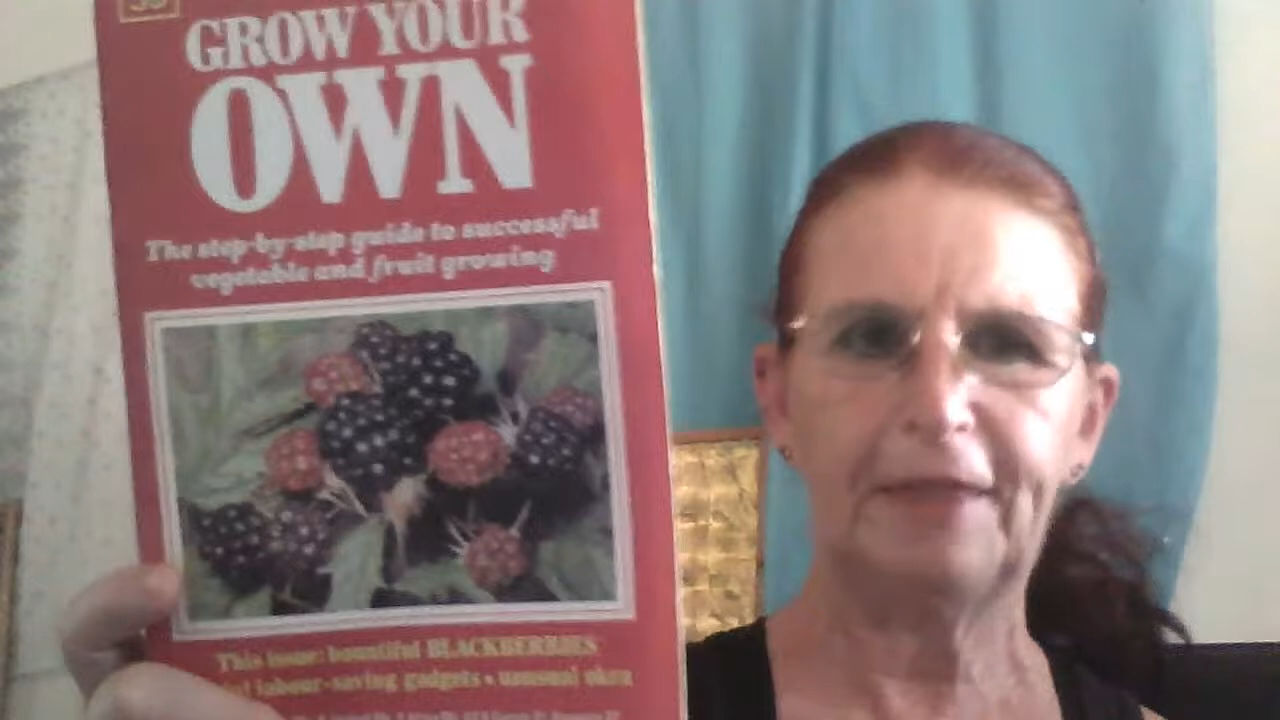 GROW YOUR
OWN
The step-by-step guide to successful
vegetable and fruit growing
This issue: bountiful BLACKBERRIES
labour-saving gadgets • unusual okra